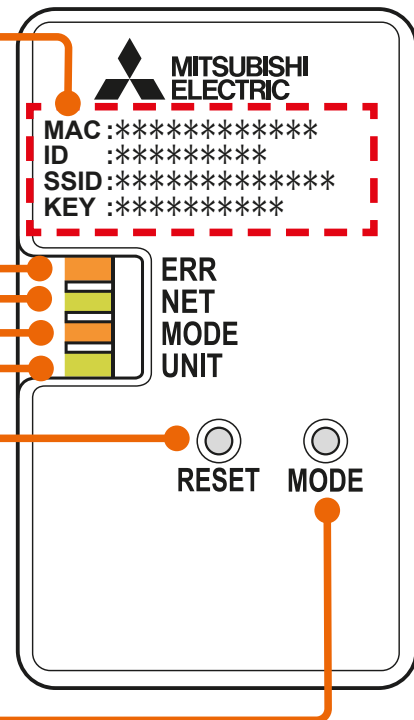 MITSUBISHI
ELECTRIC
MAC :************
ID :*********
SSID:*************
KEY :**********
ERR
NET
MODE
UNIT
RESET MODE